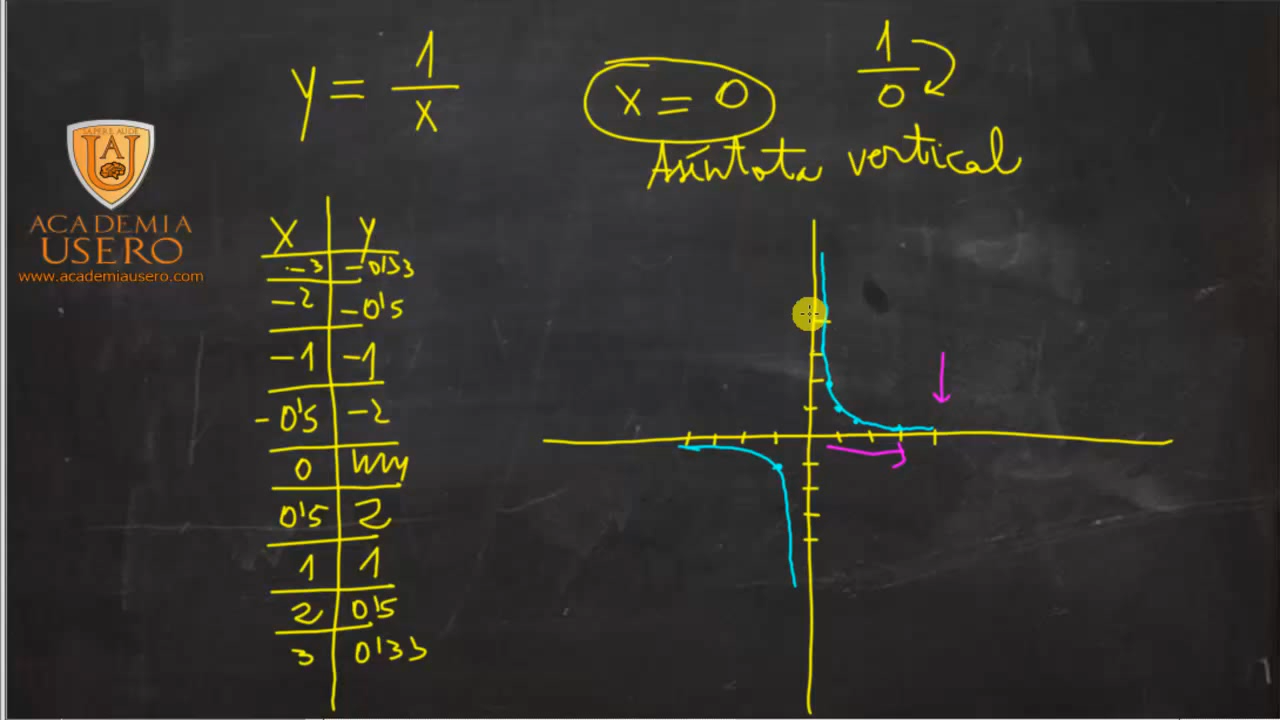 y = 1/x
x = 0
1/0
Asíntota vertical
SAPERE AUDE
UAI
ACADEMIA
USERO
www.academiausero.com
x y
-3 -0'33
-2 -0'5
-1 -1
-0'5 -2
0
0'5 2
1 1
2 0'5
3 0'33